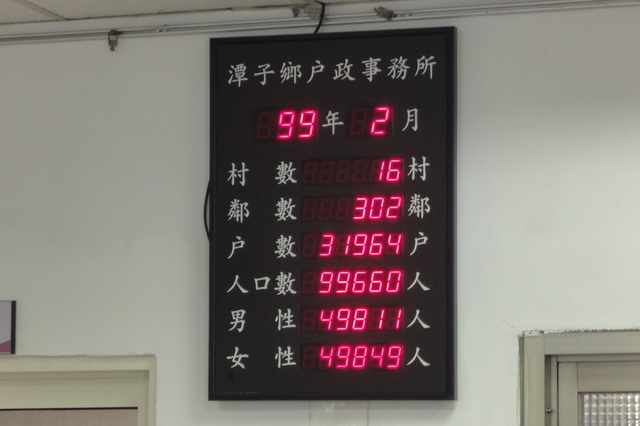 潭子鄉户政事務所
99年 2月
村數 16村
鄰數 302鄰
户數 31964户
人口數 99660人
男性 49811人
女性 49849人